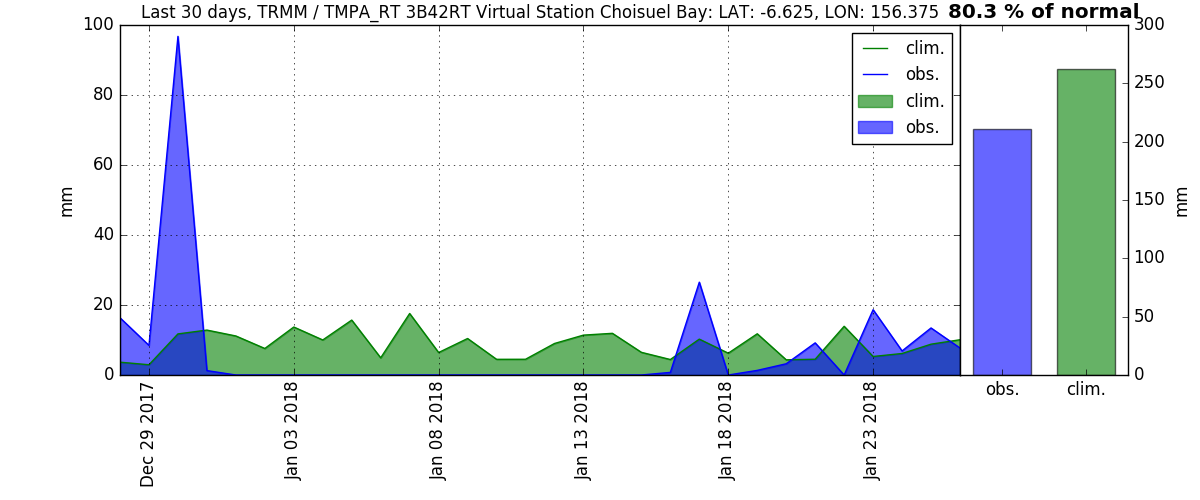 Last 30 days, TRMM / TMPA_RT 3B42RT Virtual Station Choisuel Bay: LAT: -6.625, LON: 156.375 80.3 % of normal
100
80
60
40
20
0
mm
clim.
obs.
clim.
obs.
Dec 29 2017
Jan 03 2018
Jan 08 2018
Jan 13 2018
Jan 18 2018
Jan 23 2018
300
250
200
150
100
50
0
mm
obs.
clim.